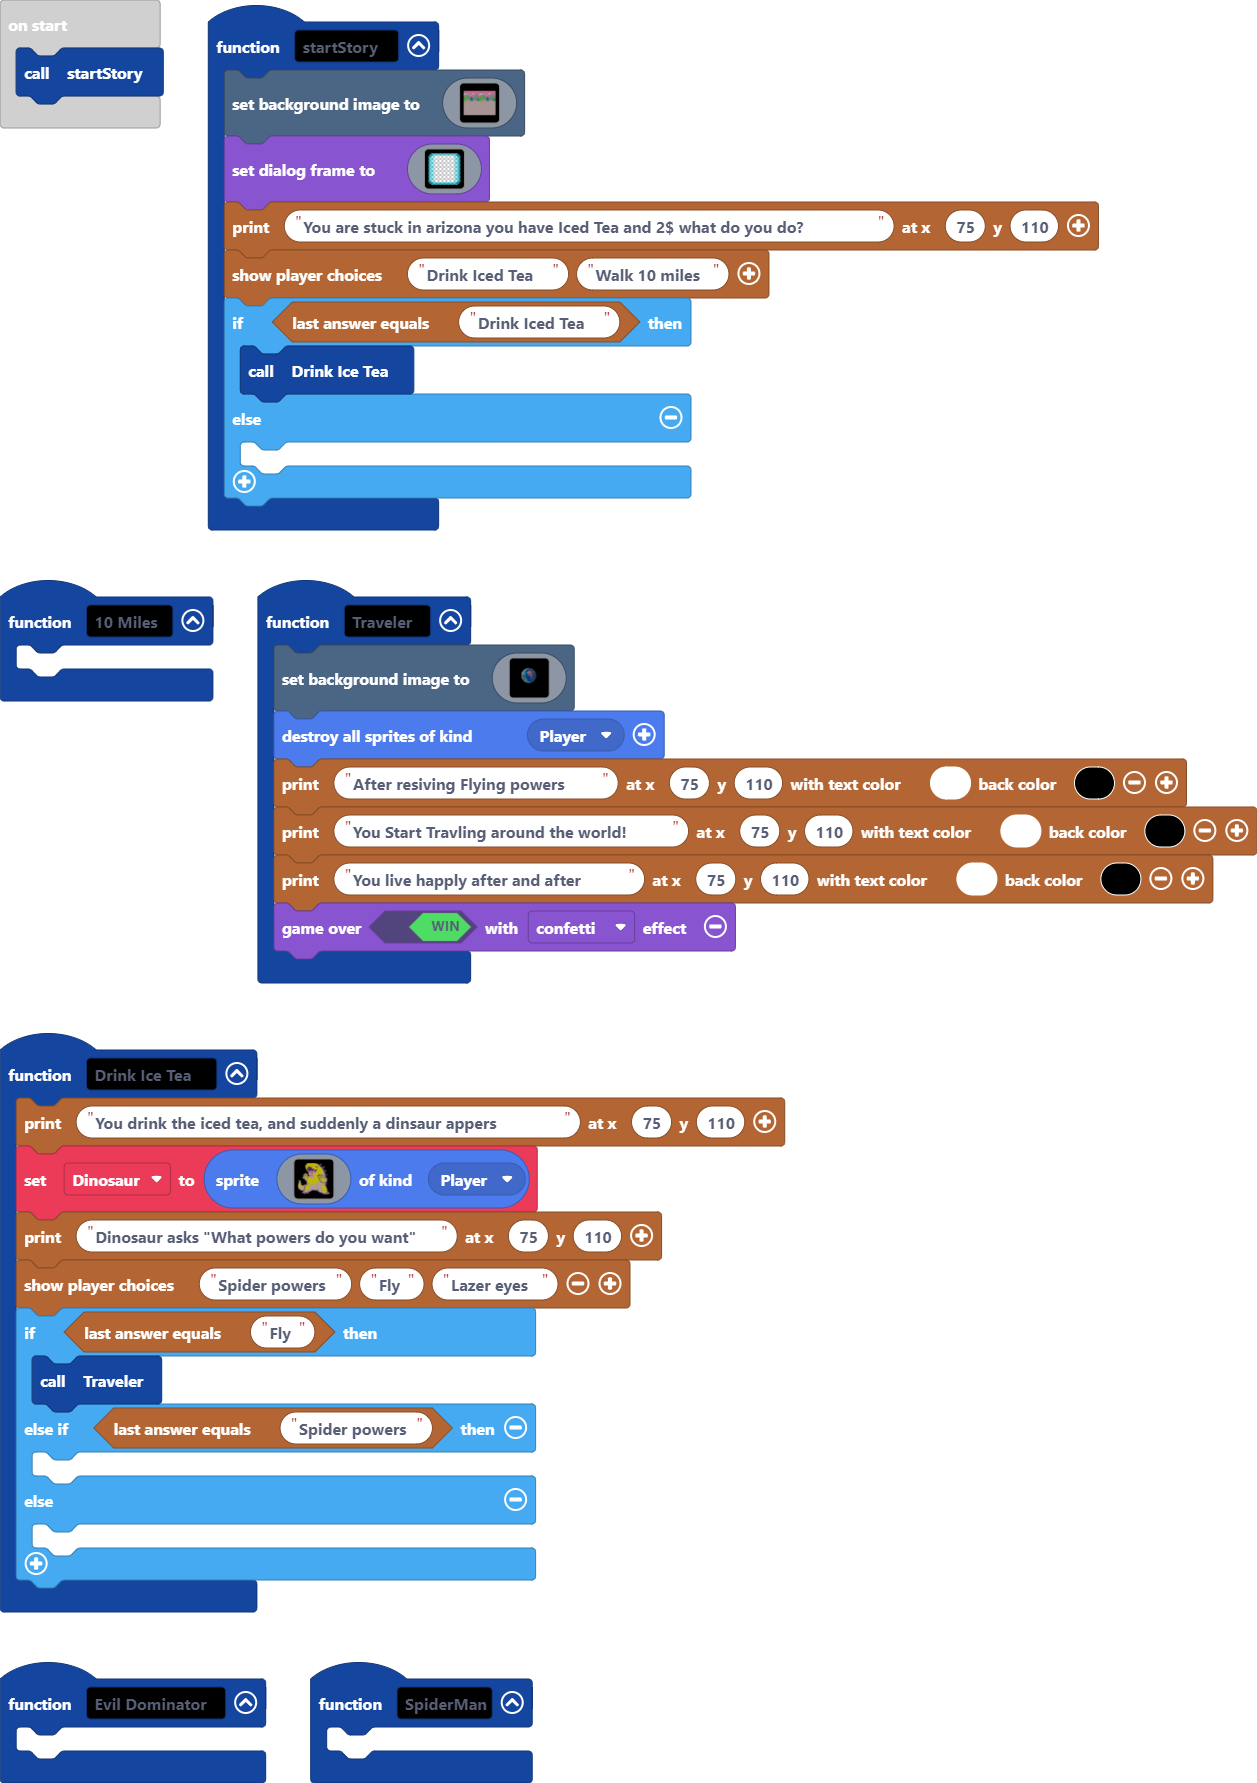 on start
call startStory
function startStory
set background image to
set dialog frame to
print "You are stuck in arizona you have Iced Tea and 2$ what do you do?" at x 75 y 110
show player choices "Drink Iced Tea" "Walk 10 miles"
if last answer equals "Drink Iced Tea" then
call Drink Ice Tea
else
function 10 Miles
function Traveler
set background image to
destroy all sprites of kind Player
print "After resiving Flying powers" at x 75 y 110 with text color back color
print "You Start Travling around the world!" at x 75 y 110 with text color back color
print "You live happly after and after" at x 75 y 110 with text color back color
game over WIN with confetti effect
function Drink Ice Tea
print "You drink the iced tea, and suddenly a dinsaur appers" at x 75 y 110
set Dinosaur to sprite of kind Player
print "Dinosaur asks "What powers do you want"" at x 75 y 110
show player choices "Spider powers" "Fly" "Lazer eyes"
if last answer equals "Fly" then
call Traveler
else if last answer equals "Spider powers" then
else
function Evil Dominator
function SpiderMan